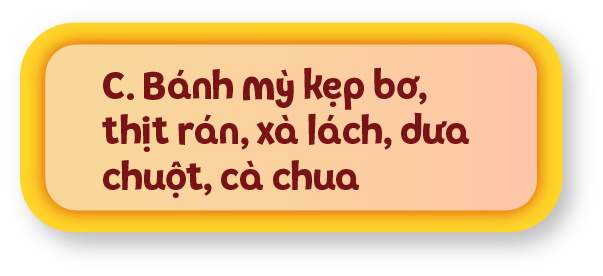 C. Bánh mỳ kẹp bơ,
thịt rán, xà lách, dưa
chuột, cà chua